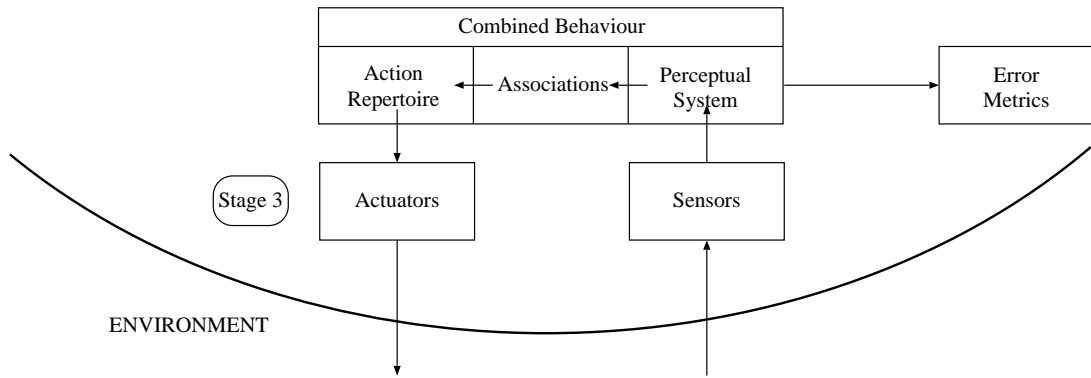 Combined Behaviour
Action
Repertoire
Associations
Perceptual
System
Error
Metrics
Stage 3
Actuators
Sensors
ENVIRONMENT